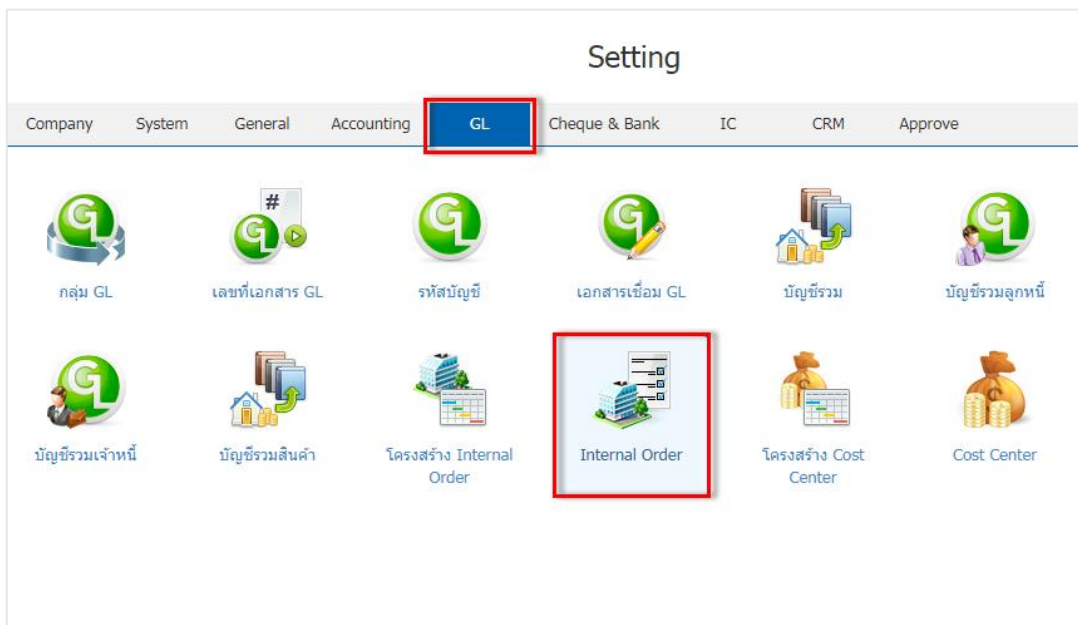 Setting
Company System General Accounting GL Cheque & Bank IC CRM Approve
#
กลุ่ม GL เลขที่เอกสาร GL รหัสบัญชี เอกสารเชื่อม GL บัญชีรวม บัญชีรวมลูกหนี้
บัญชีรวมเจ้าหนี้ บัญชีรวมสินค้า โครงสร้าง Internal Order Internal Order โครงสร้าง Cost Center Cost Center